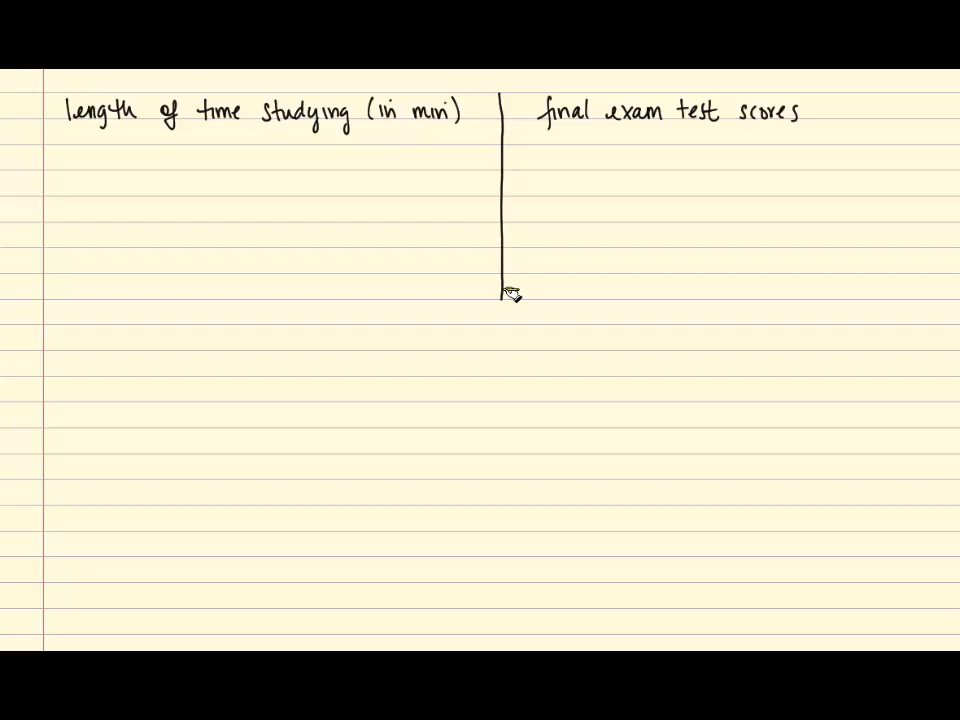 length of time studying (in min)
final exam test scores